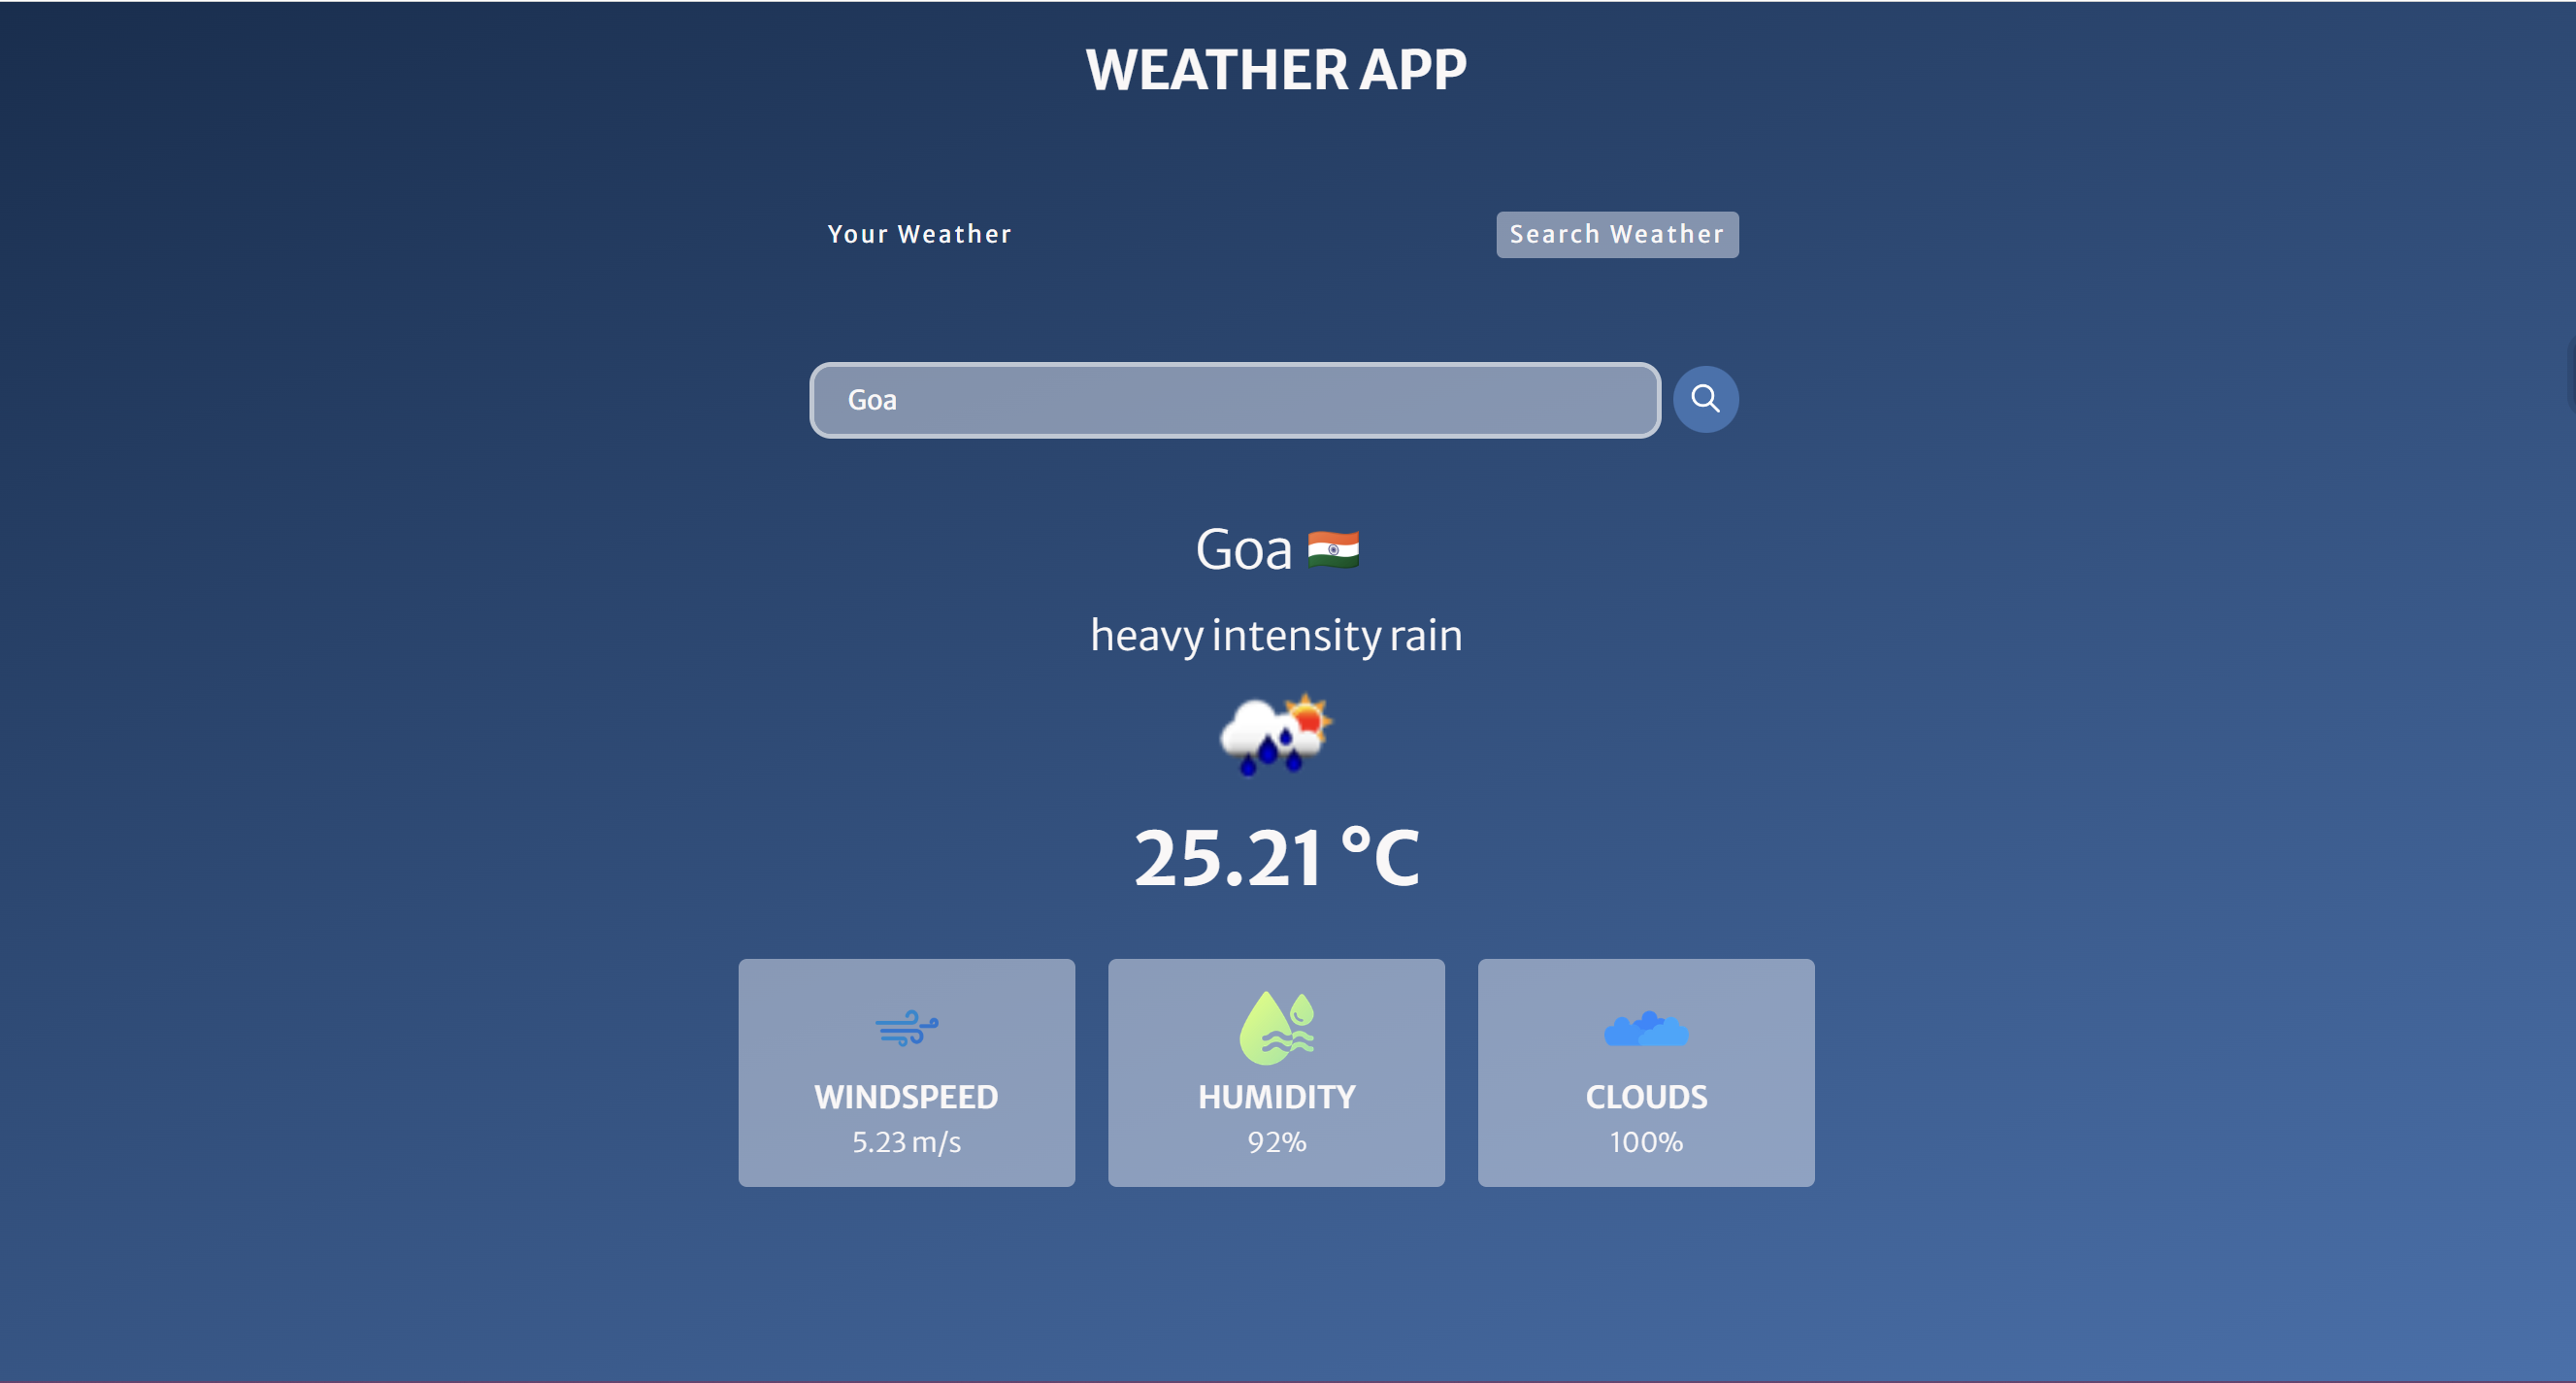 WEATHER APP
Your Weather
Search Weather
Goa
Goa
heavy intensity rain
25.21 °C
WINDSPEED
5.23 m/s
HUMIDITY
92%
CLOUDS
100%